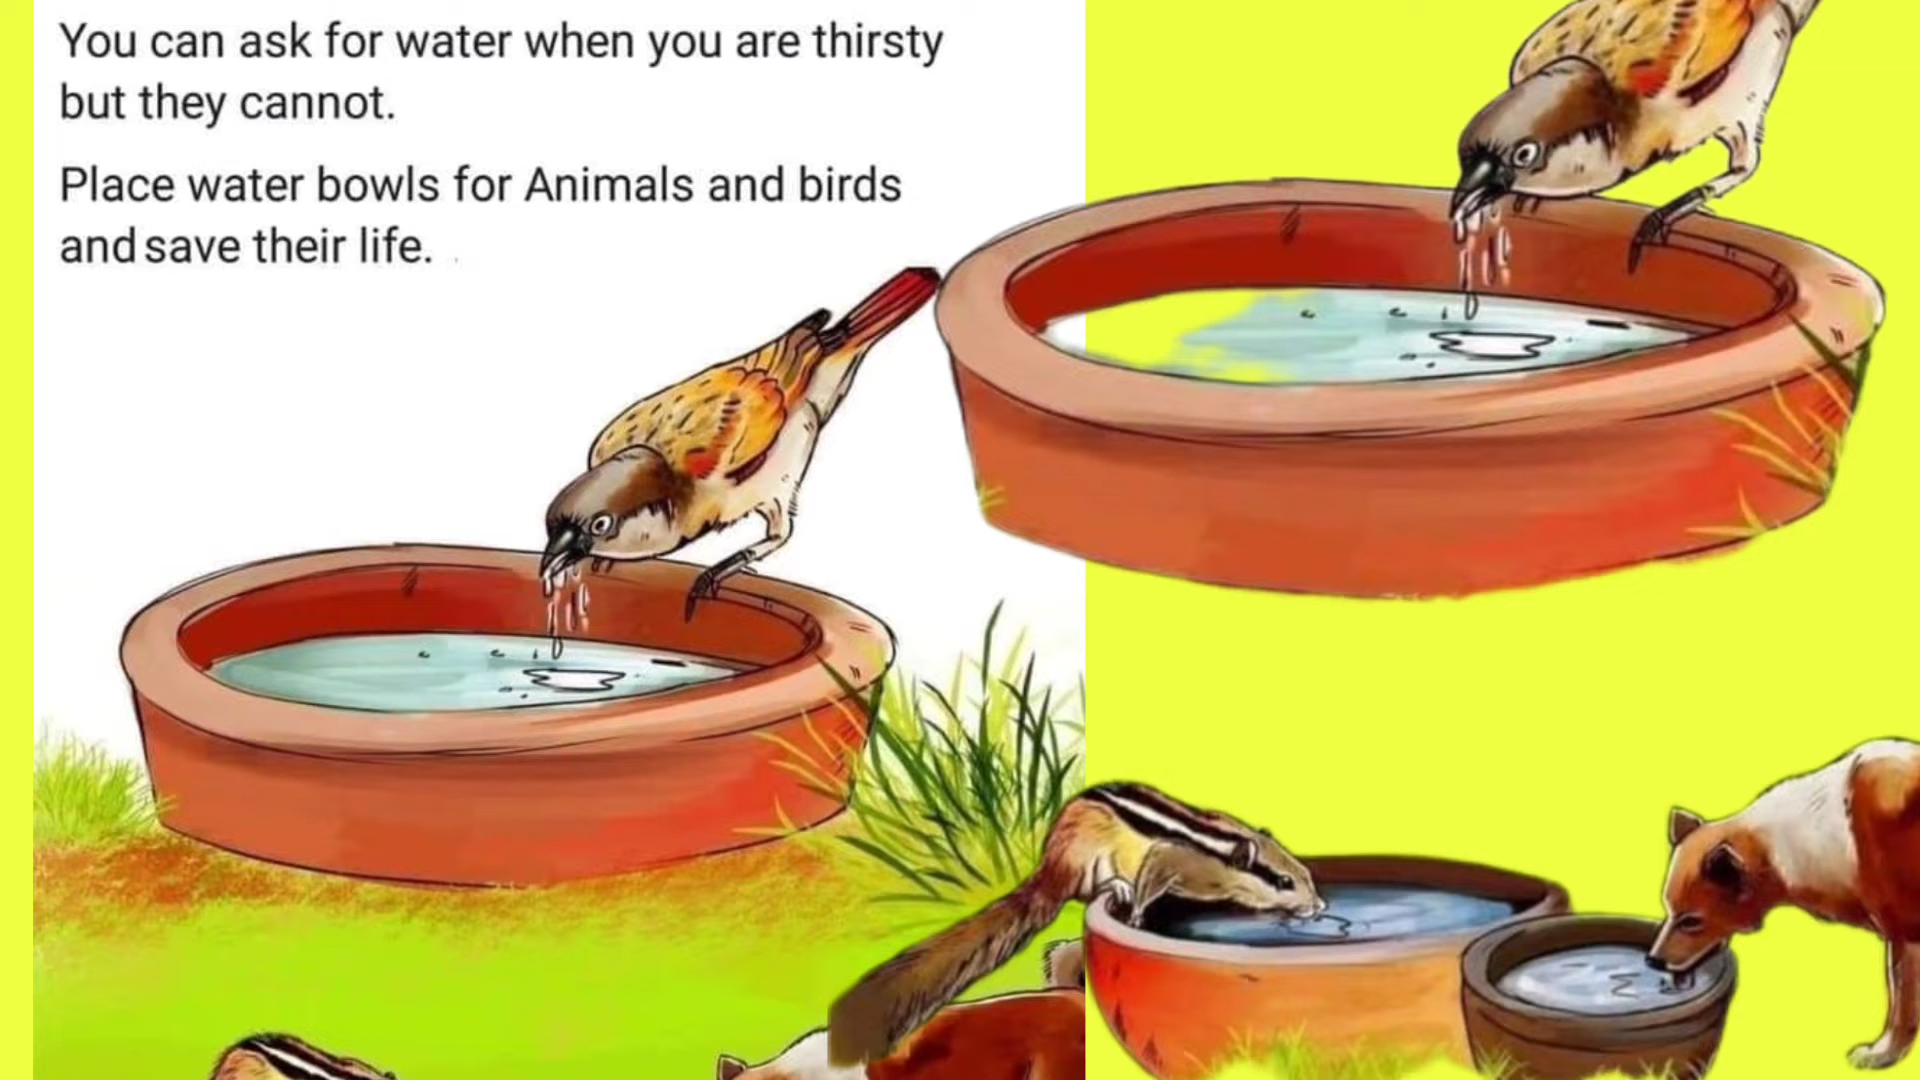 You can ask for water when you are thirsty
but they cannot.
Place water bowls for Animals and birds
and save their life.